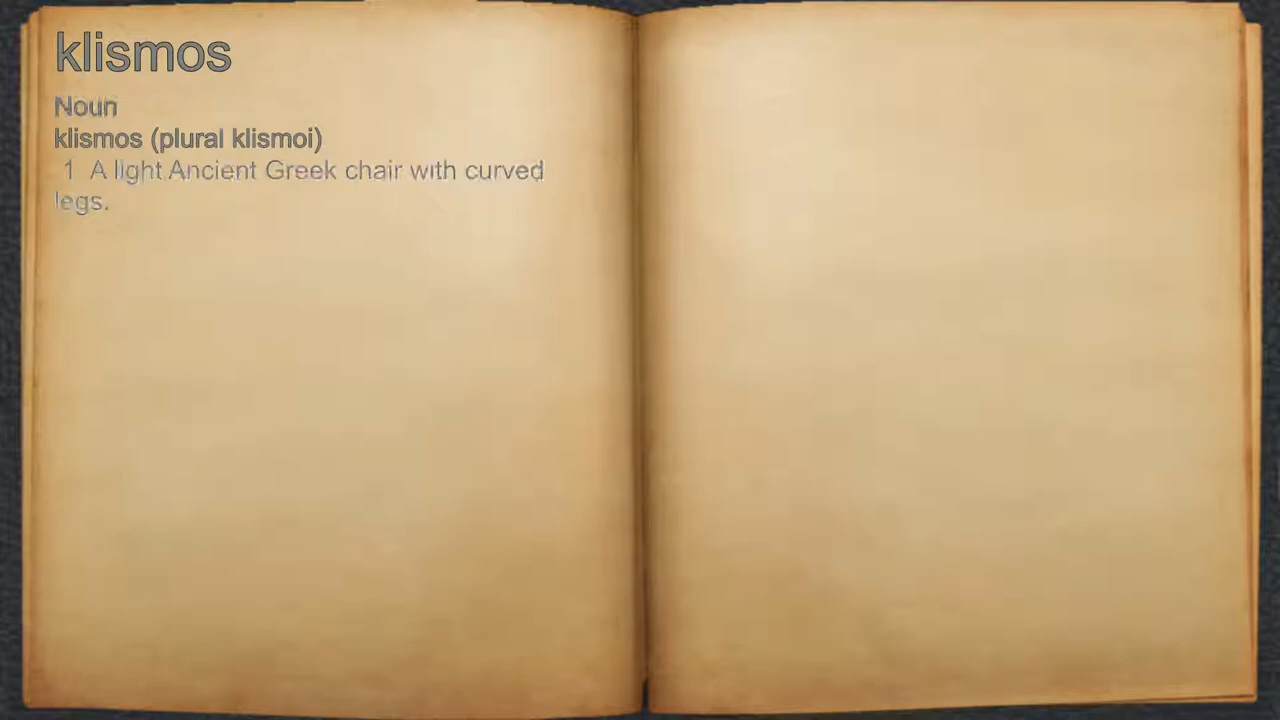 klismos
Noun
klismos (plural klismoi)
1 A light Ancient Greek chair with curved
legs.